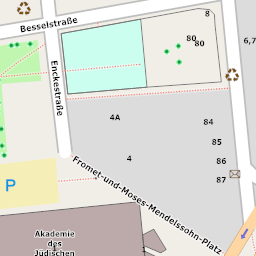 8
Besselstraße
80
80
6,7
Enckestraße
4A
84
85
4
86
87
P
Fromet-und-Moses-Mendelssohn-Platz
Akademie
des
Jüdischen